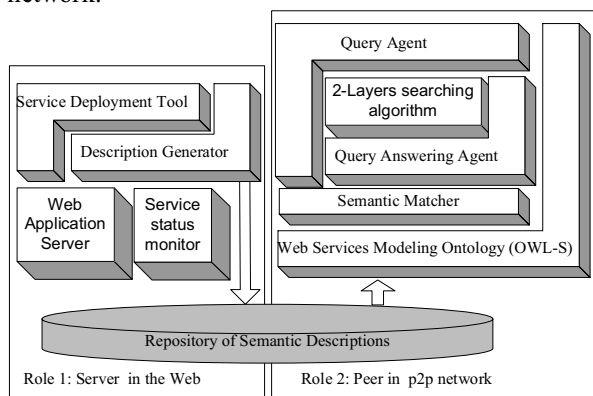 network.
Query Agent
Service Deployment Tool
2-Layers searching
algorithm
Description Generator
Query Answering Agent
Web
Application
Server
Service
status
monitor
Semantic Matcher
Web Services Modeling Ontology (OWL-S)
Repository of Semantic Descriptions
Role 1: Server in the Web
Role 2: Peer in p2p network